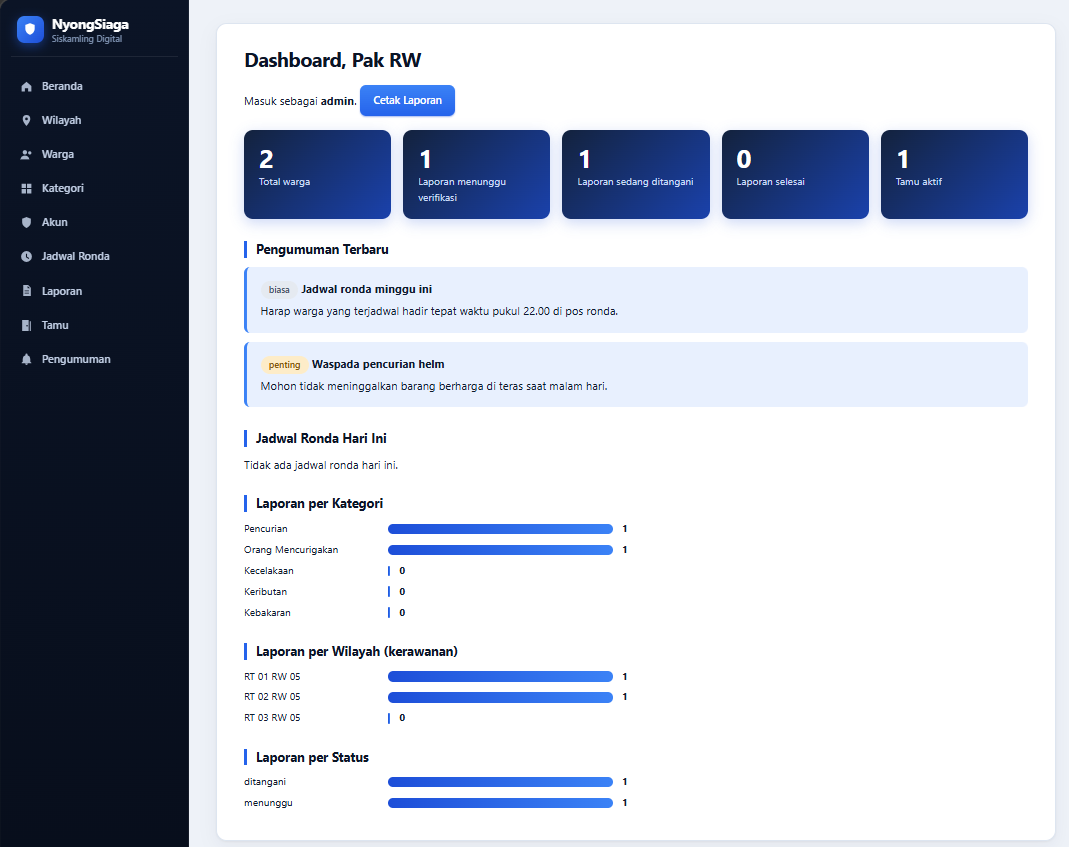 NyongSiaga
Siskamling Digital
Beranda
Wilayah
Warga
Kategori
Akun
Jadwal Ronda
Laporan
Tamu
Pengumuman
Dashboard, Pak RW
Masuk sebagai admin. Cetak Laporan
2
Total warga
1
Laporan menunggu
verifikasi
1
Laporan sedang ditangani
0
Laporan selesai
1
Tamu aktif
Pengumuman Terbaru
biasa Jadwal ronda minggu ini
Harap warga yang terjadwal hadir tepat waktu pukul 22.00 di pos ronda.
penting Waspada pencurian helm
Mohon tidak meninggalkan barang berharga di teras saat malam hari.
Jadwal Ronda Hari Ini
Tidak ada jadwal ronda hari ini.
Laporan per Kategori
Pencurian 1
Orang Mencurigakan 1
Kecelakaan 0
Keributan 0
Kebakaran 0
Laporan per Wilayah (kerawanan)
RT 01 RW 05 1
RT 02 RW 05 1
RT 03 RW 05 0
Laporan per Status
ditangani 1
menunggu 1